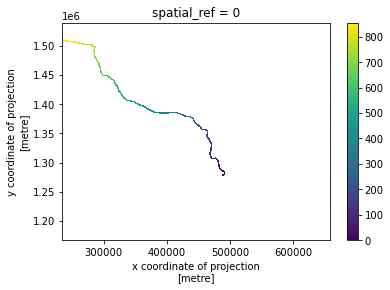 spatial_ref = 0
1e6
1.50
1.45
1.40
1.35
1.30
1.25
1.20
y coordinate of projection
[metre]
300000 400000 500000 600000
x coordinate of projection
[metre]
800
700
600
500
400
300
200
100
0